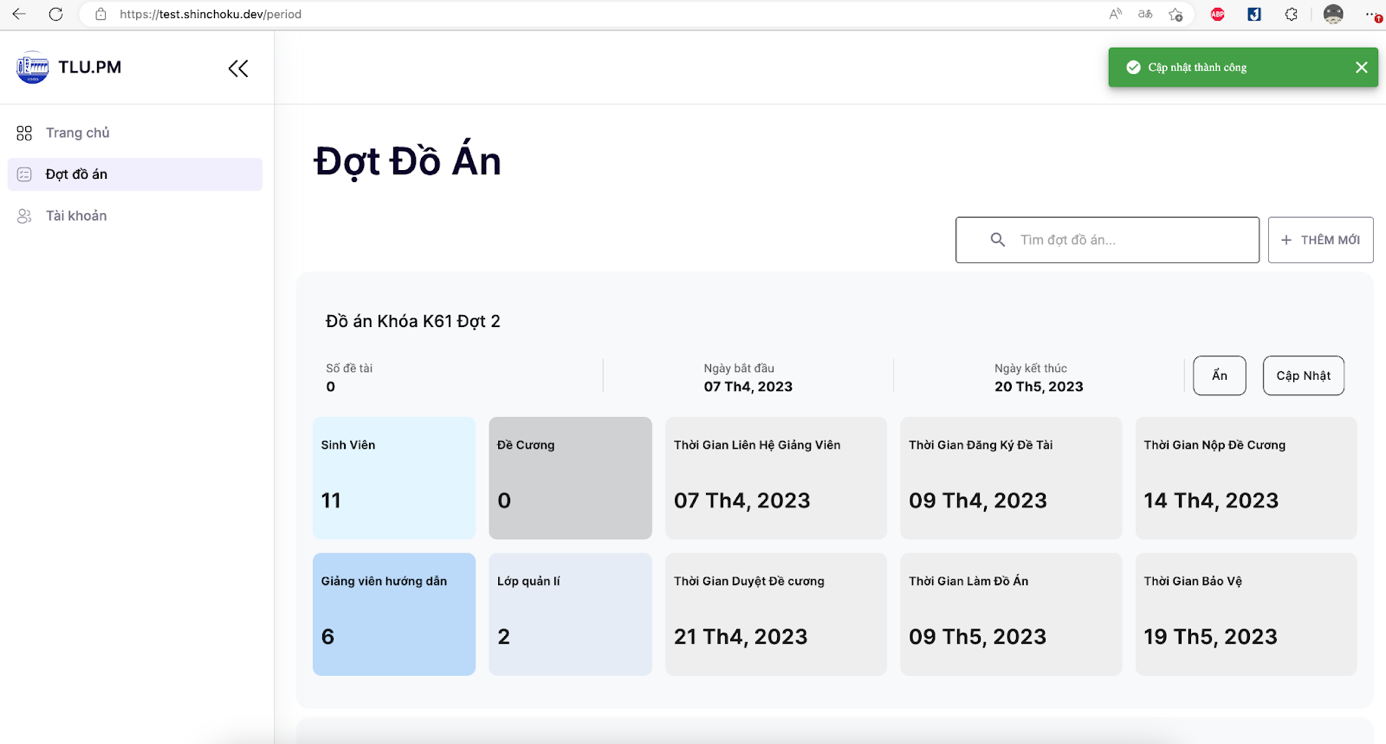 https://test.shinchoku.dev/period
TLU.PM
Cập nhật thành công
Trang chủ
Đợt đồ án
Tài khoản
Đợt Đồ Án
Tìm đợt đồ án...
THÊM MỚI
Đồ án Khóa K61 Đợt 2
Số đề tài
0
Ngày bắt đầu
07 Th4, 2023
Ngày kết thúc
20 Th5, 2023
Ẩn
Cập Nhật
Sinh Viên
11
Đề Cương
0
Thời Gian Liên Hệ Giảng Viên
07 Th4, 2023
Thời Gian Đăng Ký Đề Tài
09 Th4, 2023
Thời Gian Nộp Đề Cương
14 Th4, 2023
Giảng viên hướng dẫn
6
Lớp quản lí
2
Thời Gian Duyệt Đề cương
21 Th4, 2023
Thời Gian Làm Đồ Án
09 Th5, 2023
Thời Gian Bảo Vệ
19 Th5, 2023